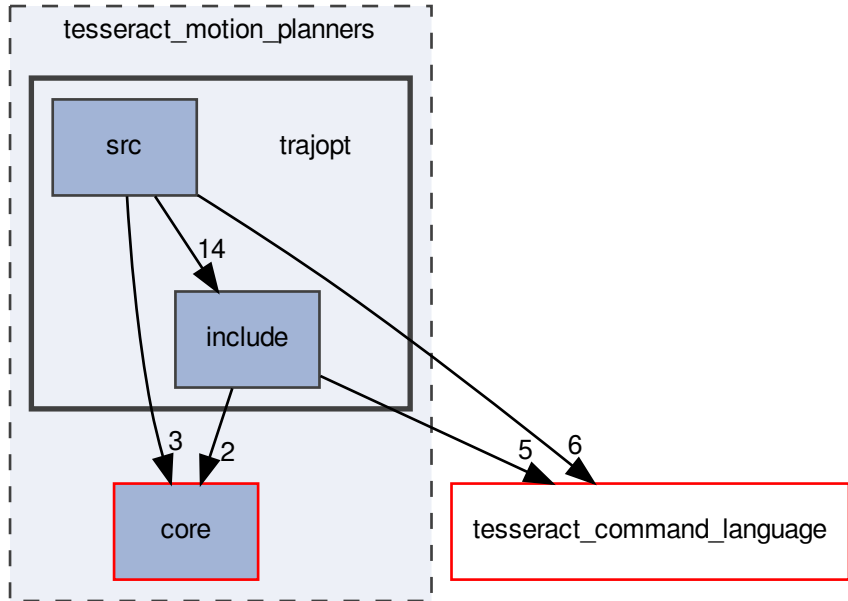 tesseract_motion_planners
src
trajopt
14
include
3
2
5
6
core
tesseract_command_language